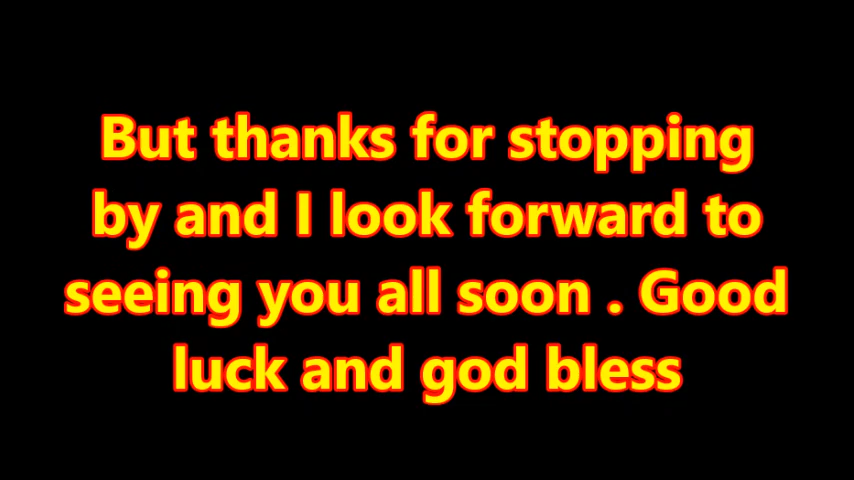 But thanks for stopping
by and I look forward to
seeing you all soon . Good
luck and god bless